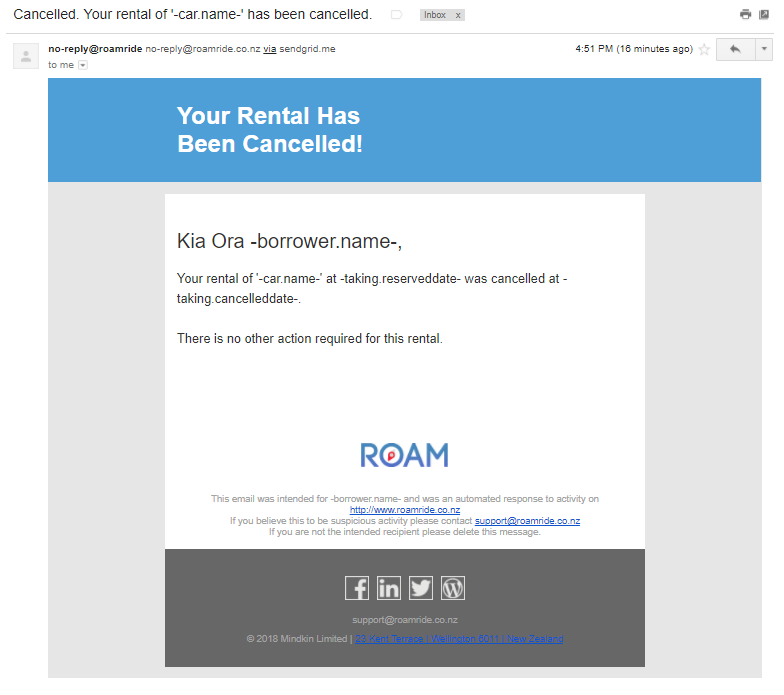 Cancelled. Your rental of '-car.name-' has been cancelled. Inbox x
no-reply@roamride no-reply@roamride.co.nz via sendgrid.me 4:51 PM (16 minutes ago)
to me
Your Rental Has
Been Cancelled!
Kia Ora -borrower.name-,
Your rental of '-car.name-' at -taking.reserveddate- was cancelled at -
taking.cancelleddate-.
There is no other action required for this rental.
ROAM
This email was intended for -borrower.name- and was an automated response to activity on
http://www.roamride.co.nz
If you believe this to be suspicious activity please contact support@roamride.co.nz
If you are not the intended recipient please delete this message.
support@roamride.co.nz
© 2018 Mindkin Limited | 29 Kent Terrace | Wellington 6011 | New Zealand